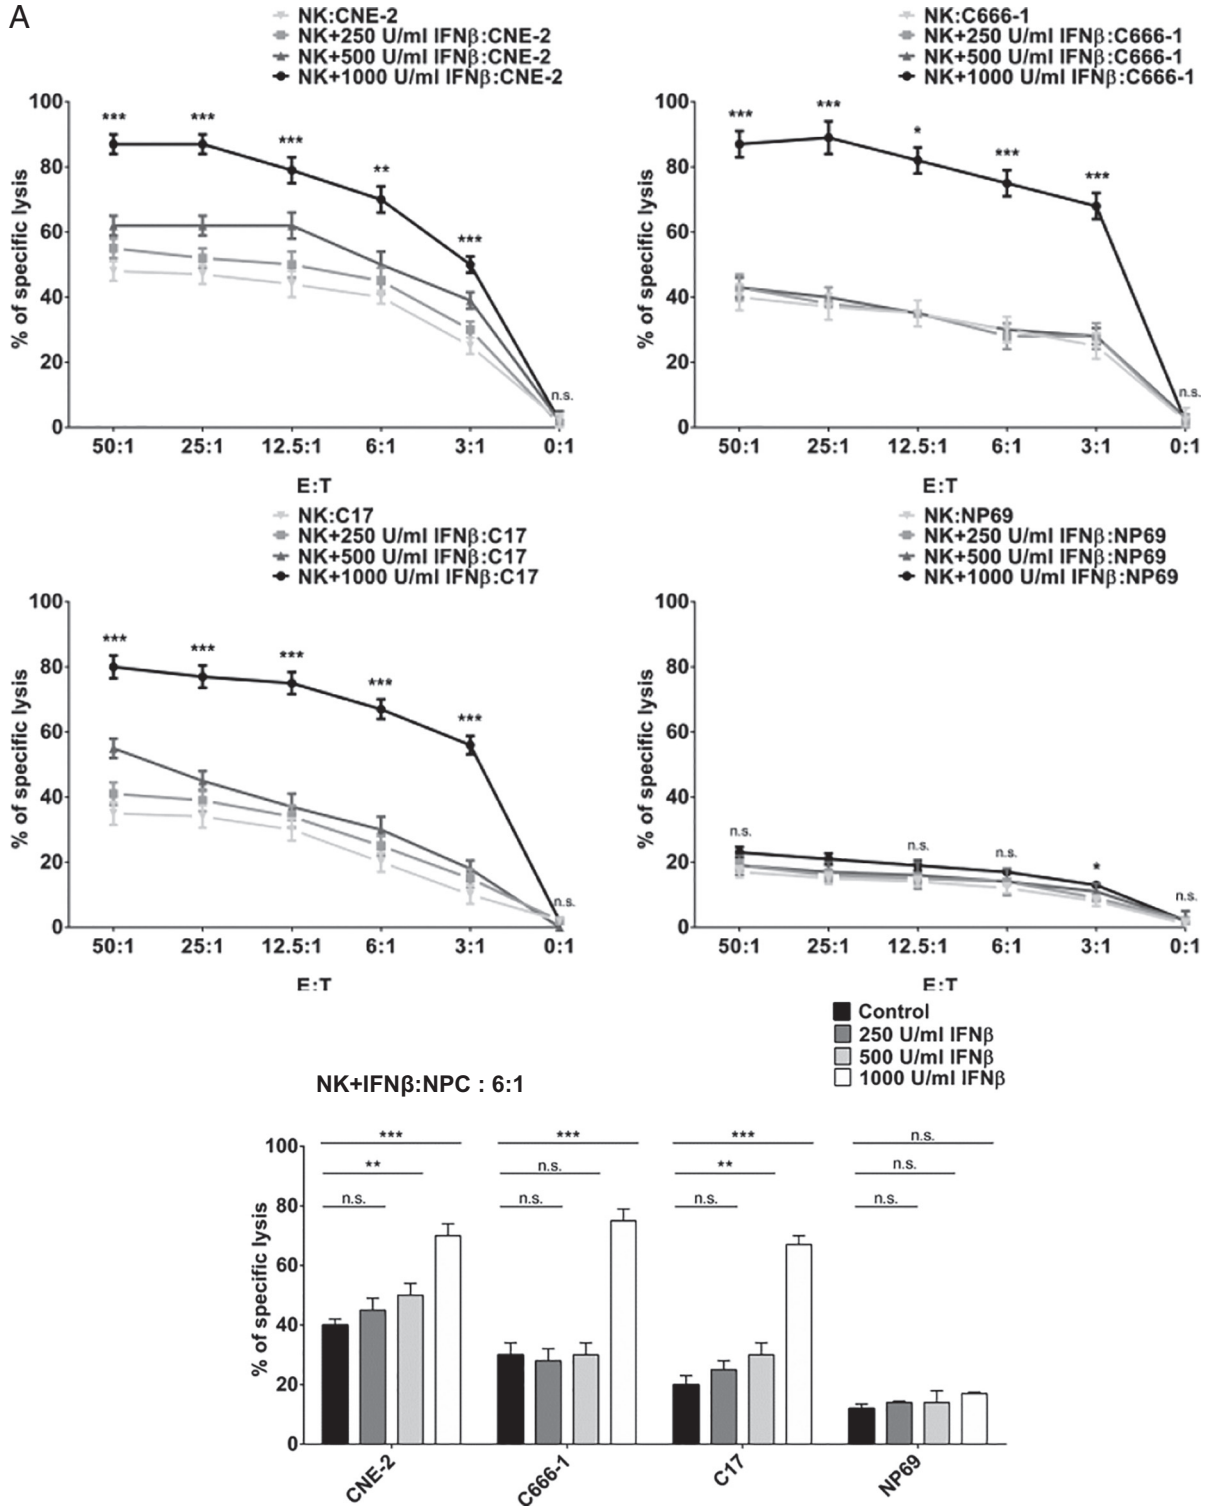 A
NK:CNE-2
NK+250 U/ml IFNβ:CNE-2
NK+500 U/ml IFNβ:CNE-2
NK+1000 U/ml IFNβ:CNE-2
100
80
60
40
20
0
% of specific lysis
*** *** *** ** *** n.s.
50:1 25:1 12.5:1 6:1 3:1 0:1
E:T
NK:C666-1
NK+250 U/ml IFNβ:C666-1
NK+500 U/ml IFNβ:C666-1
NK+1000 U/ml IFNβ:C666-1
100
80
60
40
20
0
% of specific lysis
*** *** * *** *** n.s.
50:1 25:1 12.5:1 6:1 3:1 0:1
E:T
NK:C17
NK+250 U/ml IFNβ:C17
NK+500 U/ml IFNβ:C17
NK+1000 U/ml IFNβ:C17
100
80
60
40
20
0
% of specific lysis
*** *** *** *** *** n.s.
50:1 25:1 12.5:1 6:1 3:1 0:1
E:T
NK:NP69
NK+250 U/ml IFNβ:NP69
NK+500 U/ml IFNβ:NP69
NK+1000 U/ml IFNβ:NP69
100
80
60
40
20
0
% of specific lysis
n.s. n.s. n.s. * n.s.
50:1 25:1 12.5:1 6:1 3:1 0:1
E:T
Control
250 U/ml IFNβ
500 U/ml IFNβ
1000 U/ml IFNβ
NK+IFNβ:NPC : 6:1
100
80
60
40
20
0
% of specific lysis
*** *** *** n.s.
** n.s. ** n.s.
n.s. n.s. n.s. n.s.
CNE-2 C666-1 C17 NP69